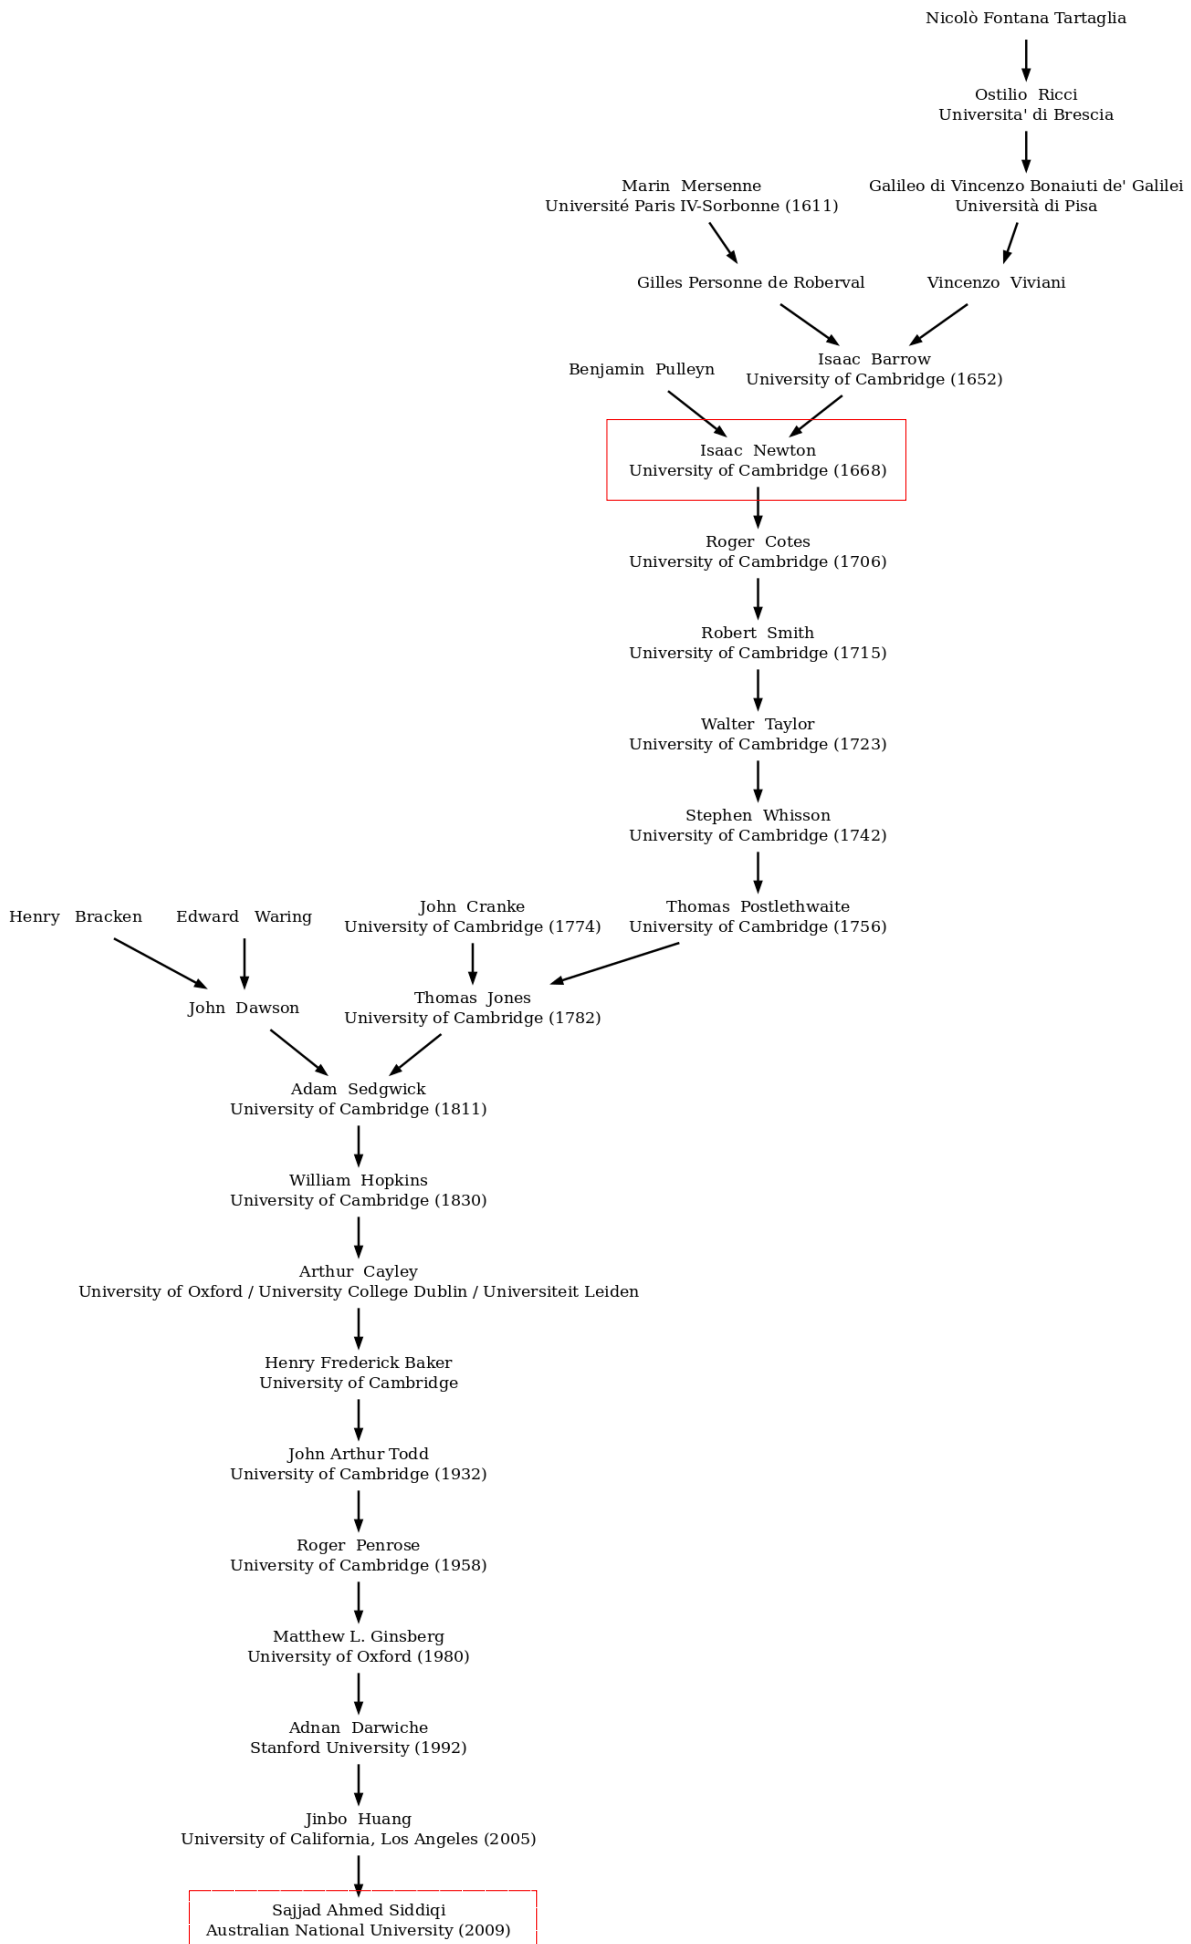 Nicolò Fontana Tartaglia
Ostilio Ricci
Universita' di Brescia
Marin Mersenne
Université Paris IV-Sorbonne (1611)
Galileo di Vincenzo Bonaiuti de' Galilei
Università di Pisa
Gilles Personne de Roberval
Vincenzo Viviani
Benjamin Pulleyn
Isaac Barrow
University of Cambridge (1652)
Isaac Newton
University of Cambridge (1668)
Roger Cotes
University of Cambridge (1706)
Robert Smith
University of Cambridge (1715)
Walter Taylor
University of Cambridge (1723)
Stephen Whisson
University of Cambridge (1742)
Henry Bracken
Edward Waring
John Cranke
University of Cambridge (1774)
Thomas Postlethwaite
University of Cambridge (1756)
John Dawson
Thomas Jones
University of Cambridge (1782)
Adam Sedgwick
University of Cambridge (1811)
William Hopkins
University of Cambridge (1830)
Arthur Cayley
University of Oxford / University College Dublin / Universiteit Leiden
Henry Frederick Baker
University of Cambridge
John Arthur Todd
University of Cambridge (1932)
Roger Penrose
University of Cambridge (1958)
Matthew L. Ginsberg
University of Oxford (1980)
Adnan Darwiche
Stanford University (1992)
Jinbo Huang
University of California, Los Angeles (2005)
Sajjad Ahmed Siddiqi
Australian National University (2009)